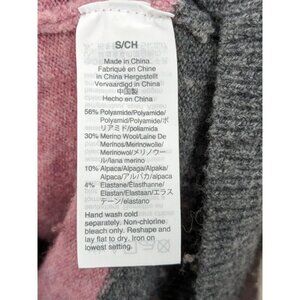 S/CH
Made in China
Fabriqué en Chine
In China Hergestellt
Vervaardigd in China
中国製
Hecho en China
56% Polyamide/Polyamide/
Polyamid/Polyamide/ポ
リアミド/poliamida
30% Merino Wool/Laine De
Merinos/Merinowolle/
Merinowol/メリノウー
ル/lana merino
10% Alpaca/Alpaga/Alpaka/
Alpaca/アルパカ/alpaca
4% Elastane/Élasthanne/
Elastan/Elastaan/エラス
テーン/elastano
Hand wash cold
separately. Non-chlorine
bleach only. Reshape and
lay flat to dry. Iron on
lowest setting.